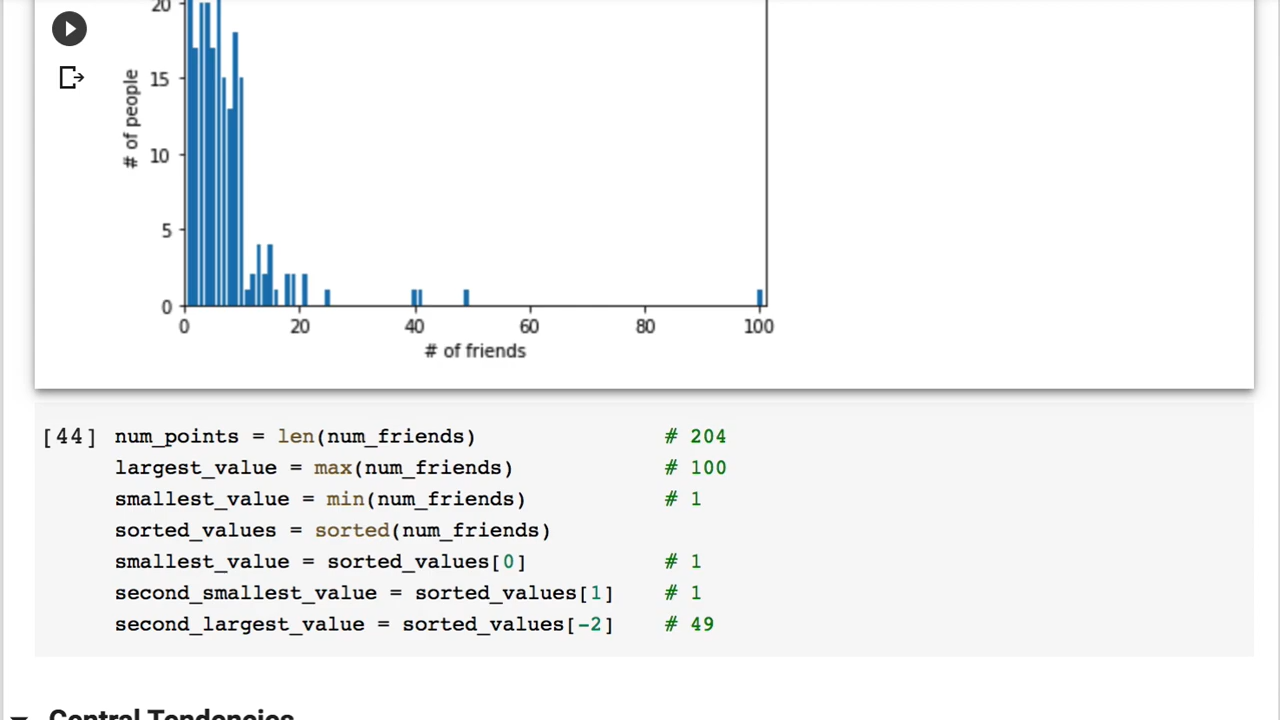 20
15
10
5
0
# of people
0 20 40 60 80 100
# of friends
[44] num_points = len(num_friends) # 204
largest_value = max(num_friends) # 100
smallest_value = min(num_friends) # 1
sorted_values = sorted(num_friends)
smallest_value = sorted_values[0] # 1
second_smallest_value = sorted_values[1] # 1
second_largest_value = sorted_values[-2] # 49
Central Tendencies